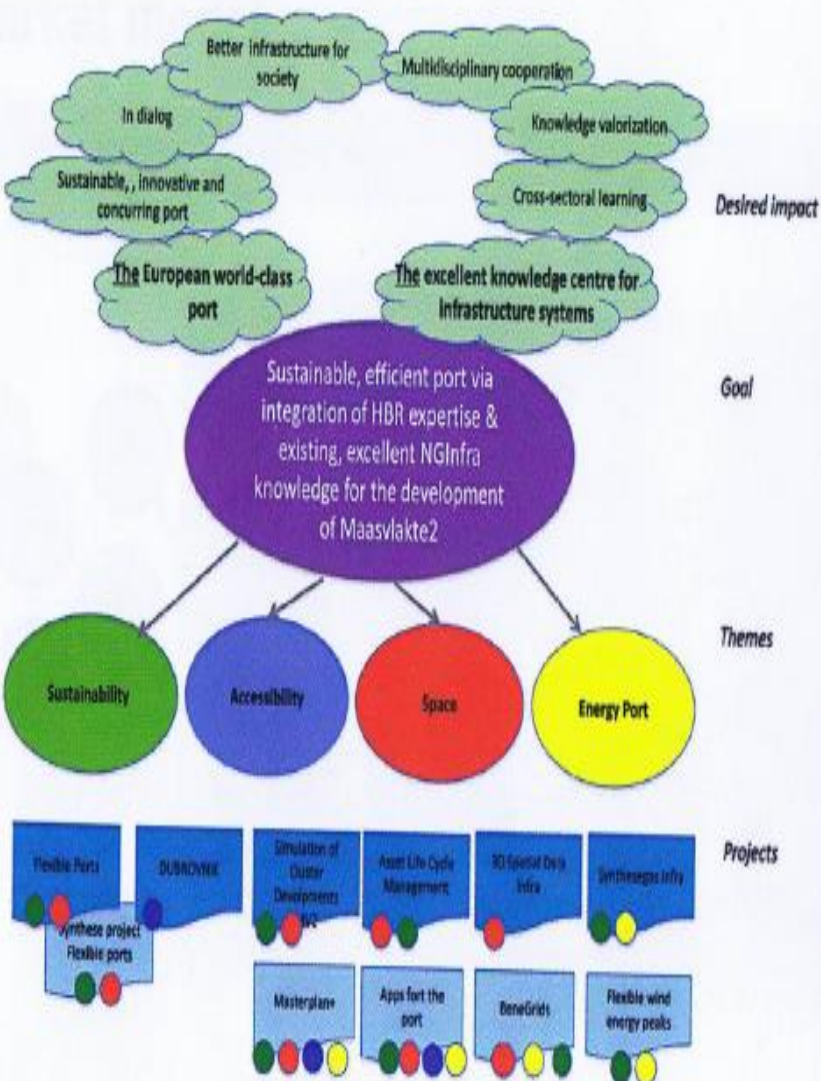 Better infrastructure for
society
Multidisciplinary cooperation
In dialog
Knowledge valorization
Sustainable, , innovative and
concurring port
Cross-sectoral learning
Desired impact
The European world-class
port
The excellent knowledge centre for
infrastructure systems
Sustainable, efficient port via
integration of HBR expertise &
existing, excellent NGInfra
knowledge for the development
of Maasvlakte2
Goal
Themes
Sustainability
Accessibility
Space
Energy Port
Projects
Flexible Ports
DUBROVNIK
Simulation of
Cluster
Devolpments
Asset Life Cycle
Management
3D Spatial Data
Infra
Synthesegas Infra
Synthese project
Flexible ports
Masterplan+
Apps fort the
port
BeneGrids
Flexible wind
energy peaks